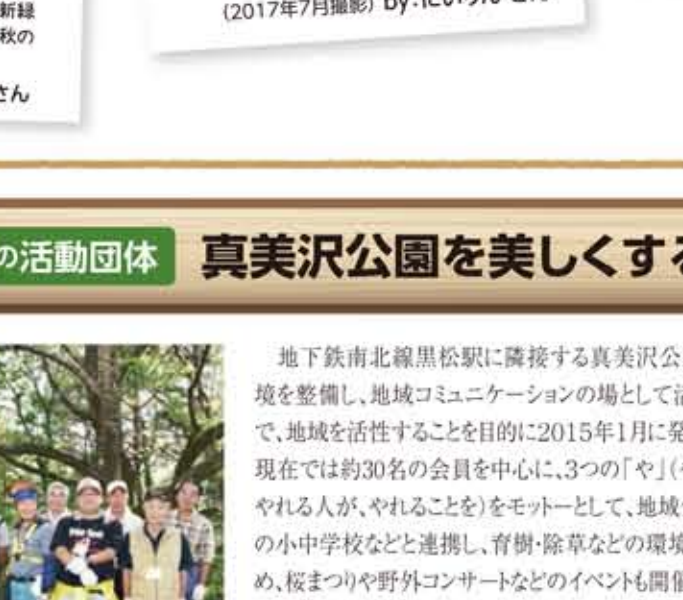 新緑
秋の
さん
(2017年7月撮影) by:にいりん
の活動団体
真美沢公園を美しくする
地下鉄南北線黒松駅に隣接する真美沢公
境を整備し、地域コミュニケーションの場として活
で、地域を活性することを目的に2015年1月に発
現在では約30名の会員を中心に、3つの「や」(
やれる人が、やれることを)をモットーとして、地域
の小中学校などと連携し、育樹・除草などの環境
め、桜まつりや野外コンサートなどのイベントも開催